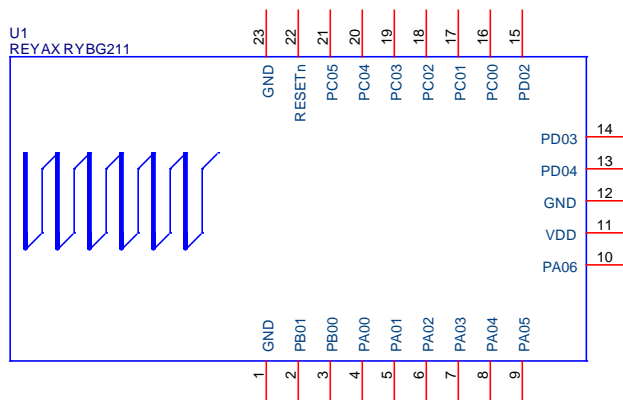 U1
REYAX RYBG211
23 22 21 20 19 18 17 16 15
GND RESETn PC05 PC04 PC03 PC02 PC01 PC00 PD02
PD03 14
PD04 13
GND 12
VDD 11
PA06 10
GND PB01 PB00 PA00 PA01 PA02 PA03 PA04 PA05
1 2 3 4 5 6 7 8 9